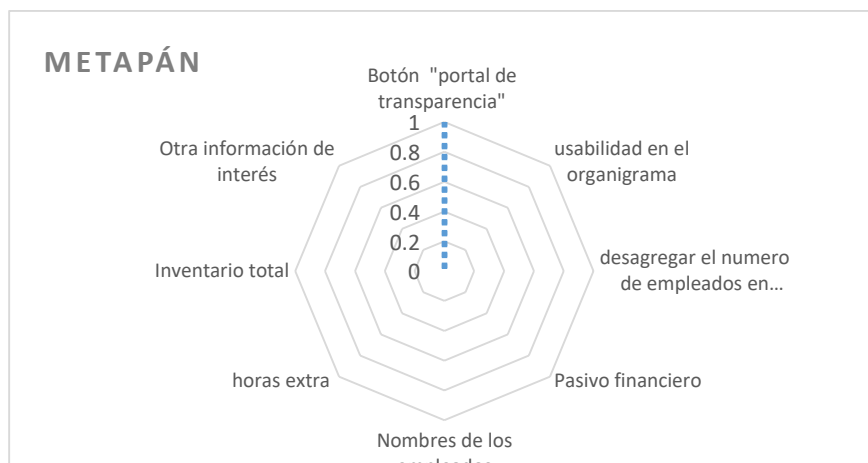 METAPÁN
Botón "portal de
transparencia"
1
0.8
0.6
0.4
0.2
0
usabilidad en el
organigrama
desagregar el numero
de empleados en...
Pasivo financiero
Nombres de los
horas extra
Inventario total
Otra información de
interés